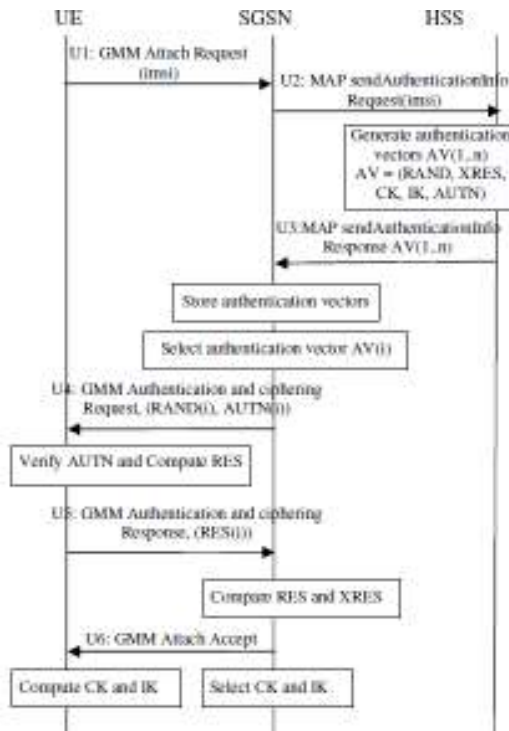 UE SGSN HSS
U1: GMM Attach Request
(imsi)
U2: MAP sendAuthenticationInfo
Request(imsi)
Generate authentication
vectors AV(1..n)
AV = (RAND, XRES,
CK, IK, AUTN)
U3:MAP sendAuthenticationInfo
Response AV(1..n)
Store authentication vectors
Select authentication vector AV(i)
U4: GMM Authentication and ciphering
Request, (RAND(i), AUTN(i))
Verify AUTN and Compute RES
U5: GMM Authentication and ciphering
Response, (RES(i))
Compare RES and XRES
U6: GMM Attach Accept
Compute CK and IK
Select CK and IK